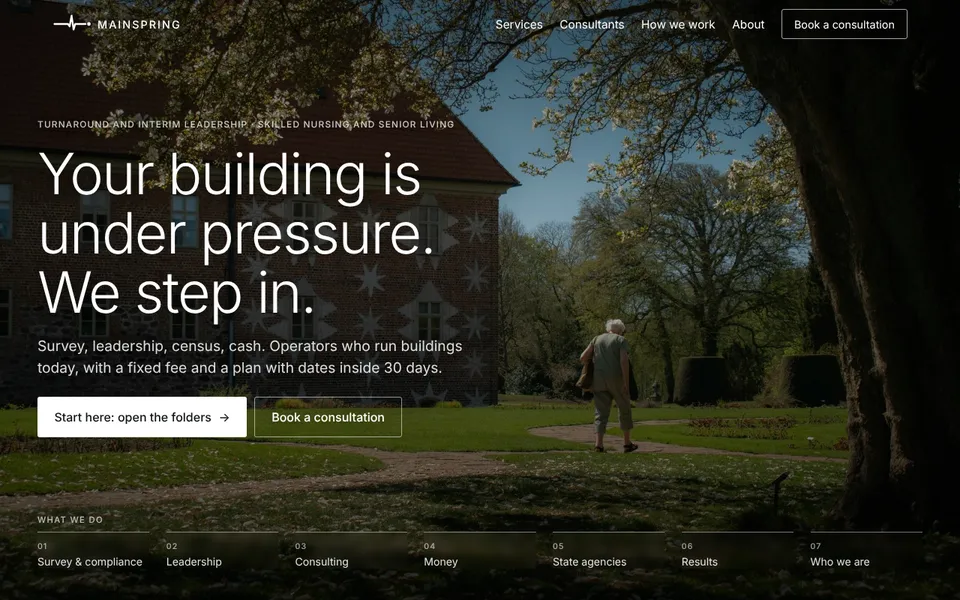 MAINSPRING
Services
Consultants
How we work
About
Book a consultation
TURNAROUND AND INTERIM LEADERSHIP · SKILLED NURSING AND SENIOR LIVING
Your building is
under pressure.
We step in.
Survey, leadership, census, cash. Operators who run buildings
today, with a fixed fee and a plan with dates inside 30 days.
Start here: open the folders →
Book a consultation
WHAT WE DO
01
Survey & compliance
02
Leadership
03
Consulting
04
Money
05
State agencies
06
Results
07
Who we are